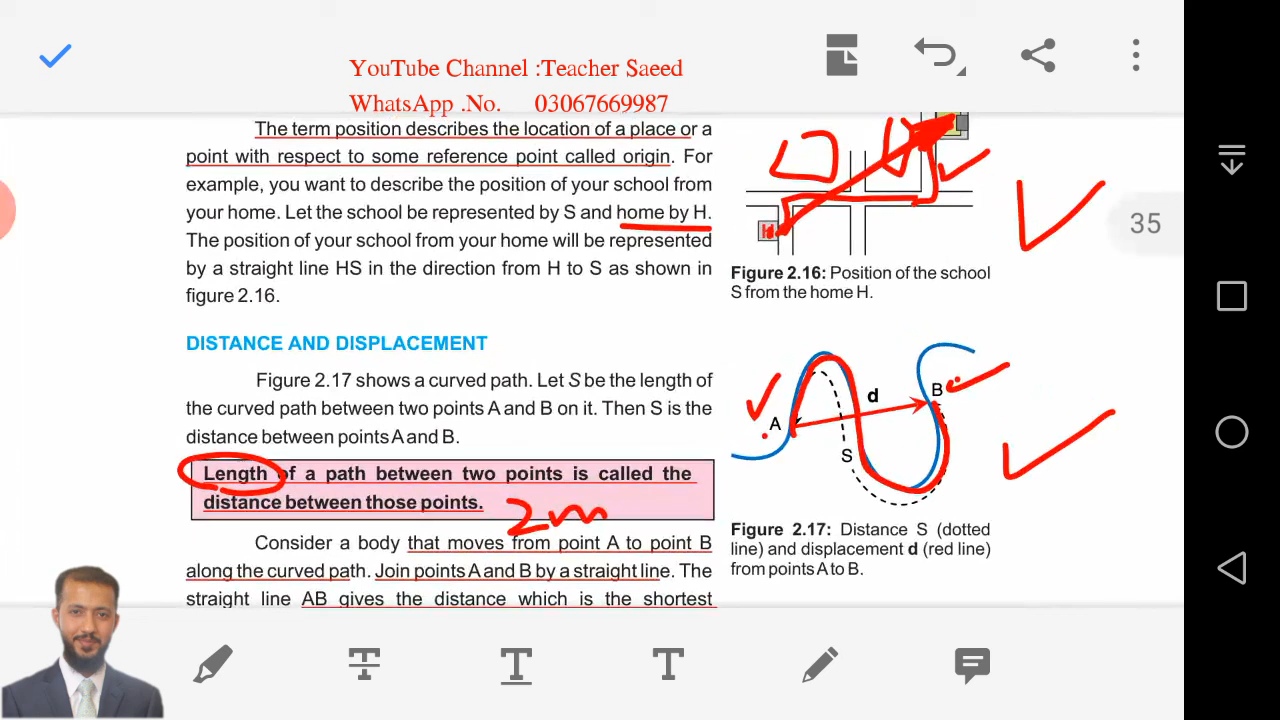 YouTube Channel :Teacher Saeed
WhatsApp .No. 03067669987
The term position describes the location of a place or a
point with respect to some reference point called origin. For
example, you want to describe the position of your school from
your home. Let the school be represented by S and home by H.
The position of your school from your home will be represented
by a straight line HS in the direction from H to S as shown in
figure 2.16.
H
Figure 2.16: Position of the school
S from the home H.
35
DISTANCE AND DISPLACEMENT
Figure 2.17 shows a curved path. Let S be the length of
the curved path between two points A and B on it. Then S is the
distance between points A and B.
Length of a path between two points is called the
distance between those points.
2m
Consider a body that moves from point A to point B
along the curved path. Join points A and B by a straight line. The
straight line AB gives the distance which is the shortest
A
d
B
S
Figure 2.17: Distance S (dotted
line) and displacement d (red line)
from points A to B.
T
T
T